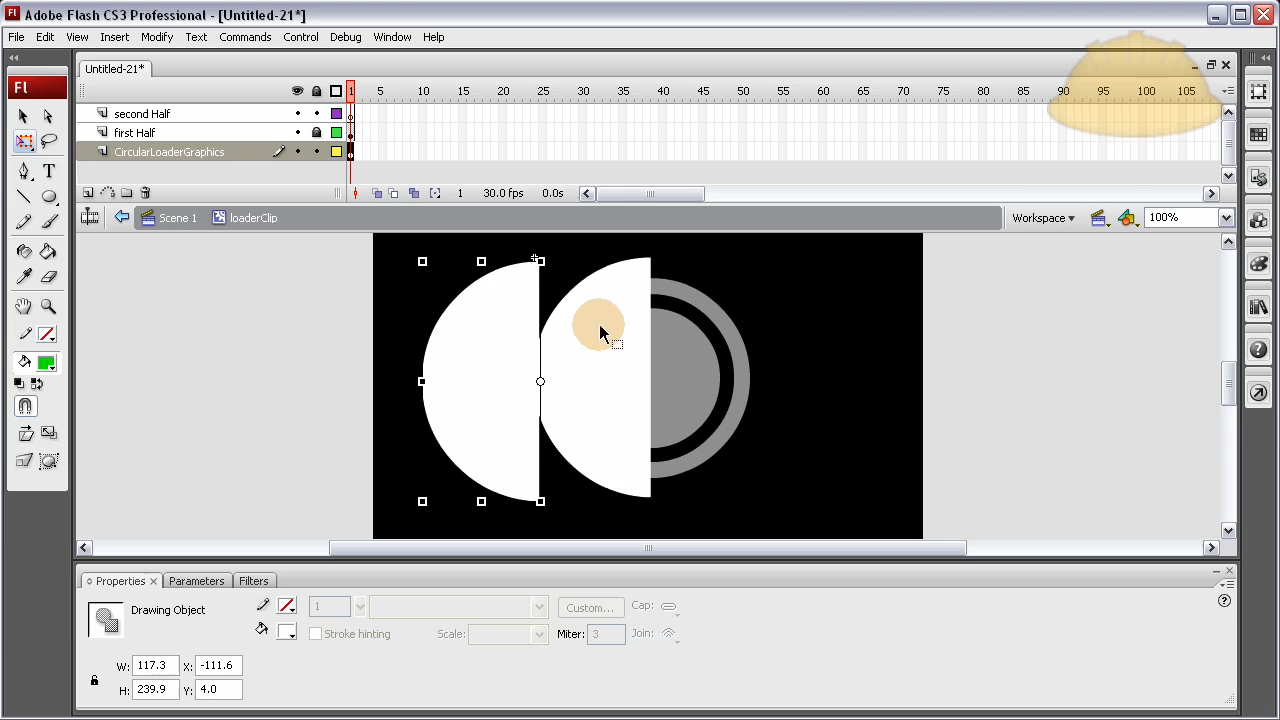 Fl Adobe Flash CS3 Professional - [Untitled-21*]
File Edit View Insert Modify Text Commands Control Debug Window Help
Fl
Untitled-21*
1 5 10 15 20 25 30 35 40 45 50 55 60 65 70 75 80 85 90 95 100 105
second Half
first Half
CircularLoaderGraphics
1 30.0 fps 0.0s
Scene 1 loaderClip Workspace 100%
Properties Parameters Filters
Drawing Object 1 Custom... Cap:
Stroke hinting Scale: Miter: 3 Join:
W: 117.3 X: -111.6
H: 239.9 Y: 4.0